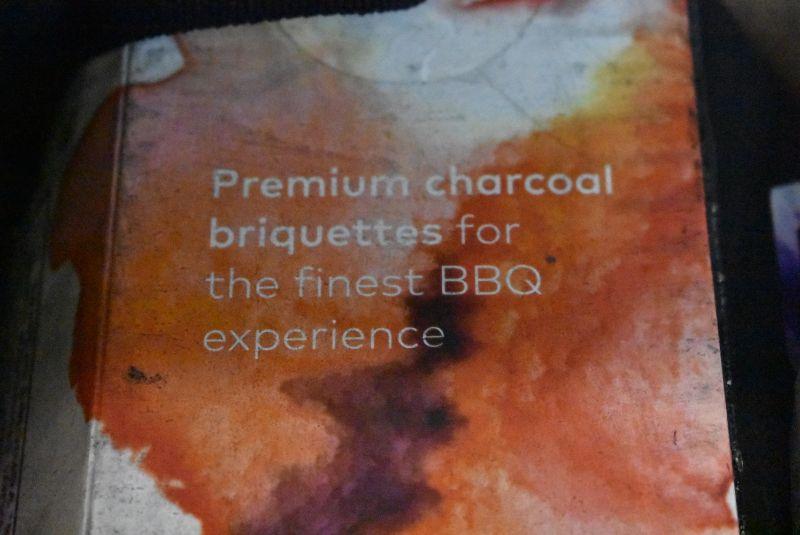 Premium charcoal
briquettes for
the finest BBQ
experience